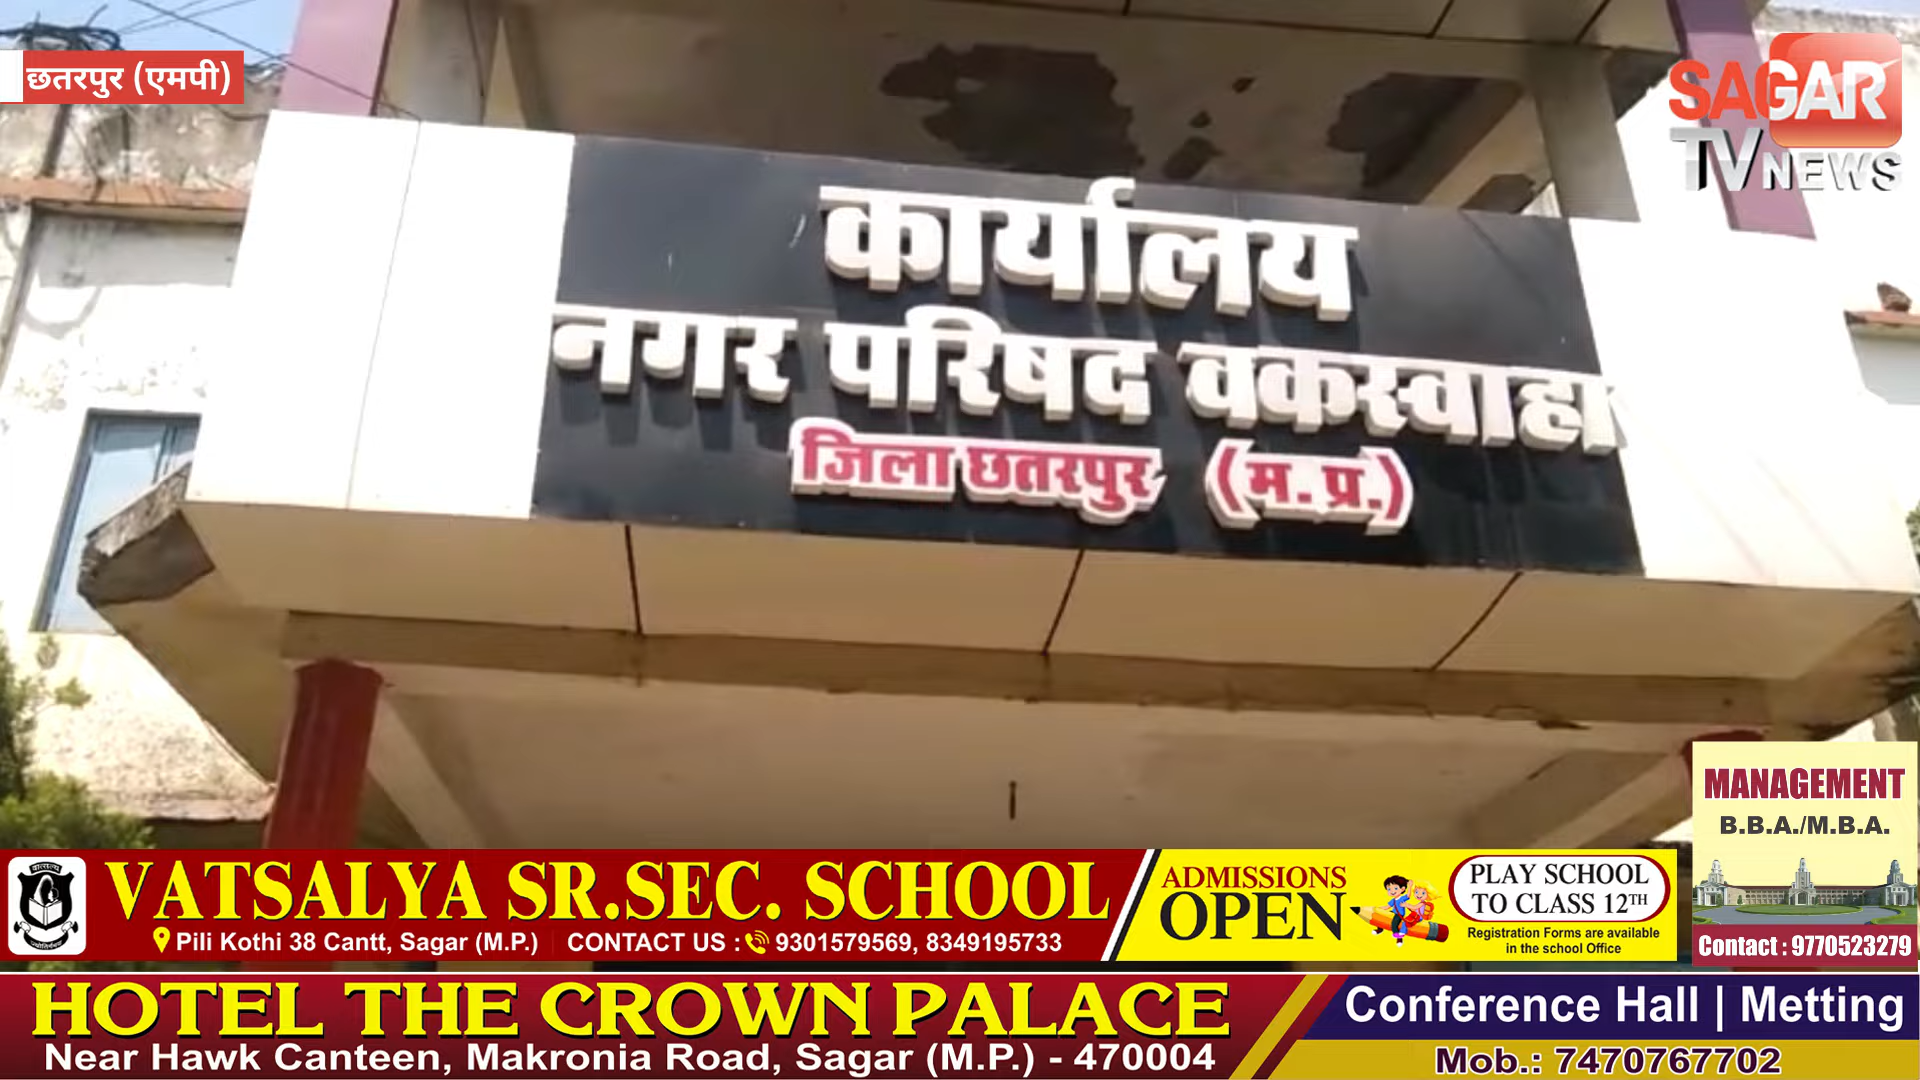 छतरपुर (एमपी)
SAGAR
TV NEWS
कार्यालय
नगर परिषद वकस्वाहा
जिला छतरपुर (म.प्र.)
MANAGEMENT
B.B.A./M.B.A.
Contact : 9770523279
VATSALYA SR.SEC. SCHOOL
Pili Kothi 38 Cantt, Sagar (M.P.) CONTACT US : 9301579569, 8349195733
ADMISSIONS
OPEN
PLAY SCHOOL
TO CLASS 12TH
Registration Forms are available
in the school Office
HOTEL THE CROWN PALACE
Near Hawk Canteen, Makronia Road, Sagar (M.P.) - 470004
Conference Hall | Metting
Mob.: 7470767702